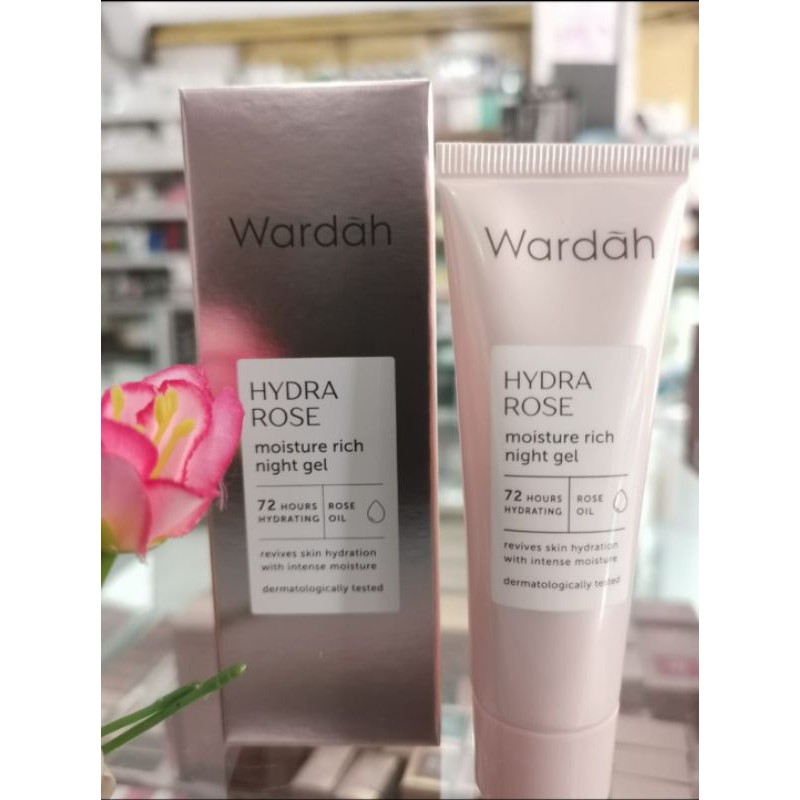 Wardāh
HYDRA
ROSE
moisture rich
night gel
72 HOURS
HYDRATING
ROSE
OIL
revives skin hydration
with intense moisture
dermatologically tested
Wardāh
HYDRA
ROSE
moisture rich
night gel
72 HOURS
HYDRATING
ROSE
OIL
revives skin hydration
with intense moisture
dermatologically tested